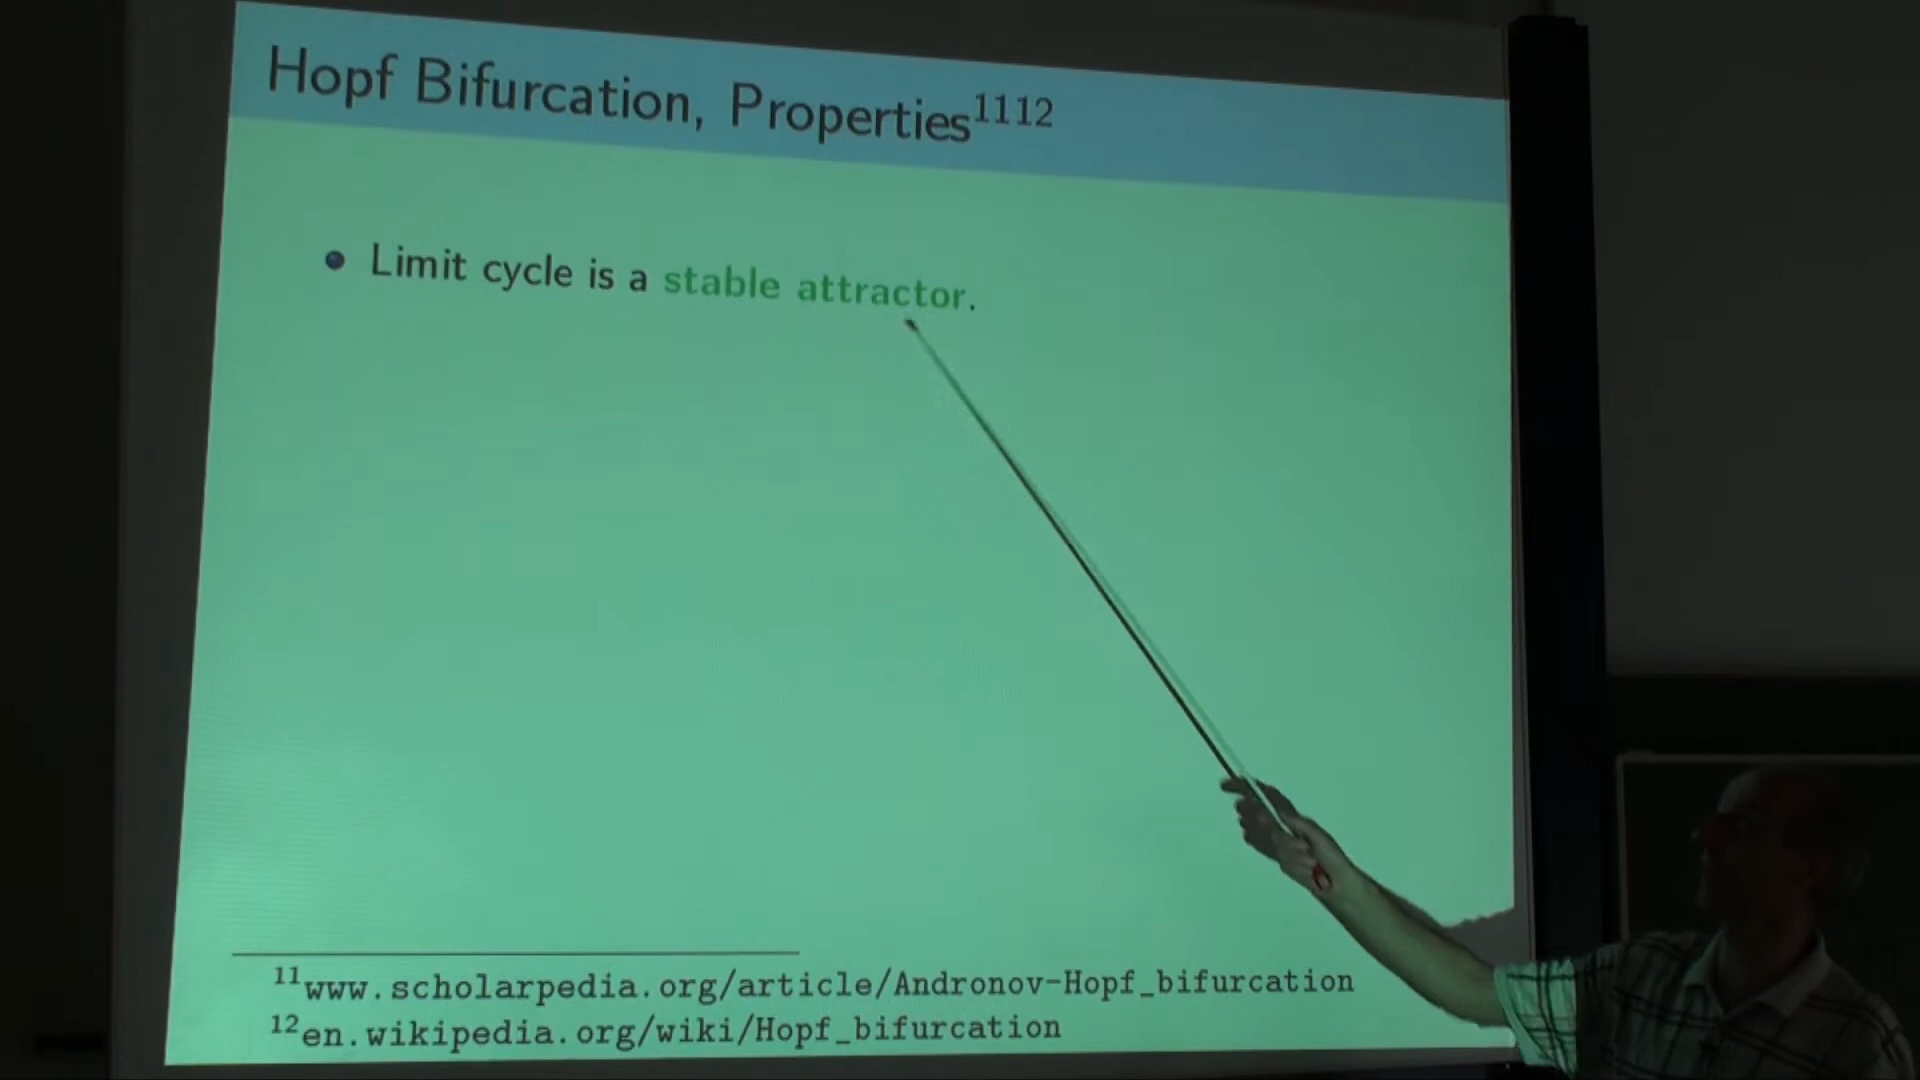 Hopf Bifurcation, Properties¹¹¹²
• Limit cycle is a stable attractor.
¹¹www.scholarpedia.org/article/Andronov-Hopf_bifurcation
¹²en.wikipedia.org/wiki/Hopf_bifurcation